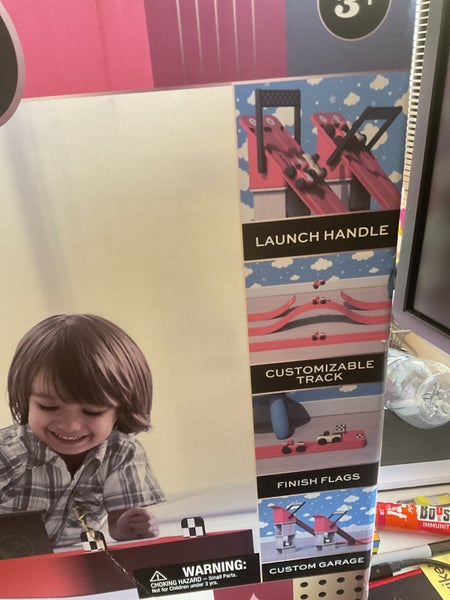 3+
LAUNCH HANDLE
CUSTOMIZABLE
TRACK
FINISH FLAGS
CUSTOM GARAGE
WARNING:
CHOKING HAZARD — Small Parts.
Not for Children under 3 yrs.
IMMUNIT